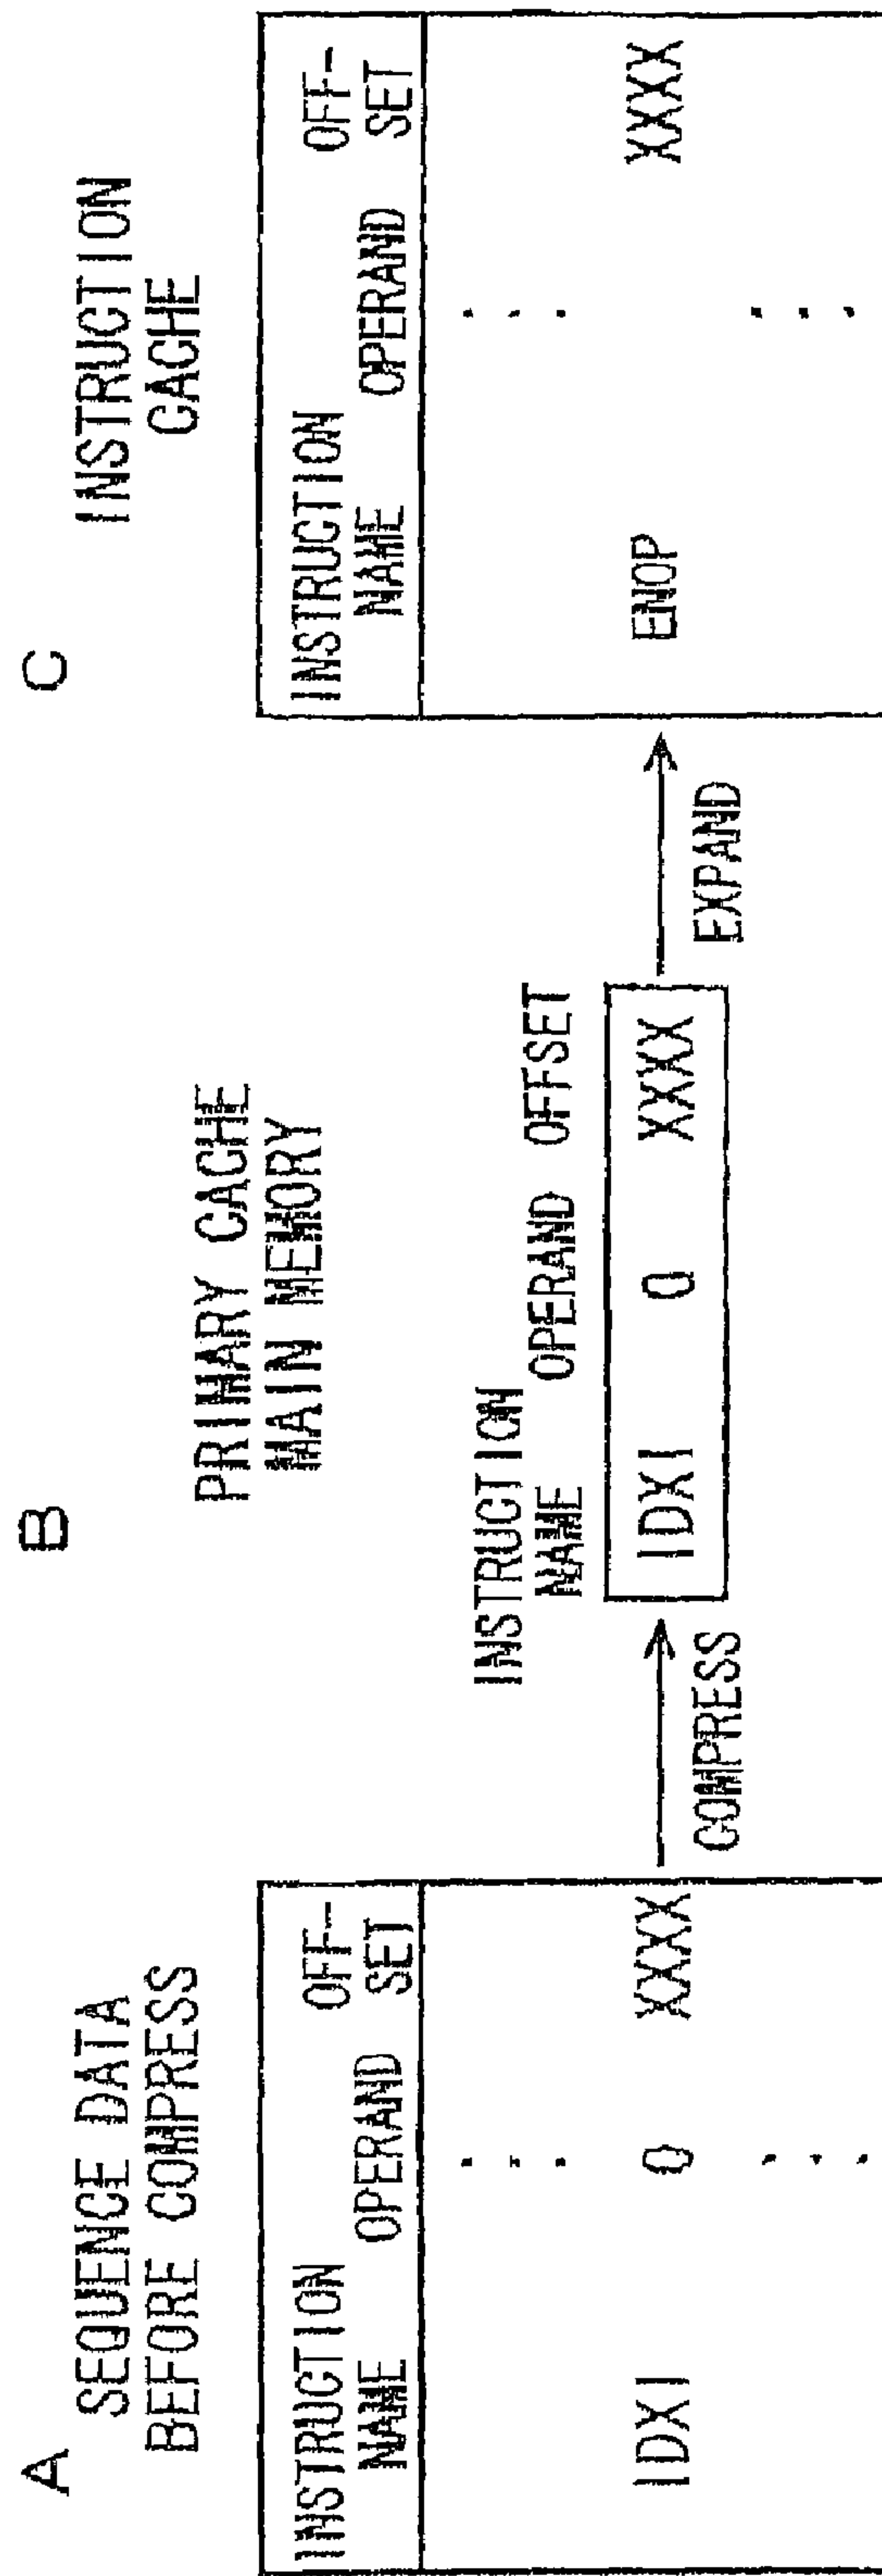 A
SEQUENCE DATA
BEFORE COMPRESS
INSTRUCTION
NAME
OPERAND
OFF-
SET
IDXI
0
XXXX
COMPRESS
B
PRIMARY CACHE
MAIN MEMORY
INSTRUCTION
NAME
OPERAND
OFFSET
IDXI
0
XXXX
EXPAND
C
INSTRUCTION
CACHE
INSTRUCTION
NAME
OPERAND
OFF-
SET
ENOP
XXXX